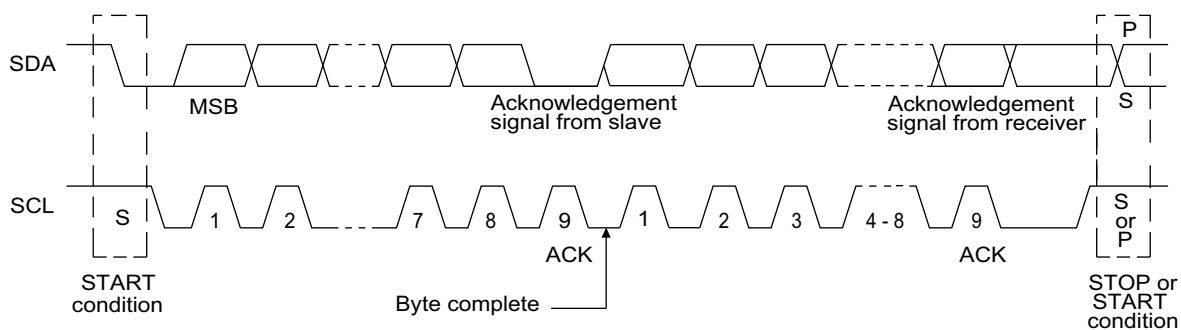 P
SDA
MSB
Acknowledgement
signal from slave
Acknowledgement
signal from receiver
S
SCL
S
1
2
7
8
9
1
2
3
4 - 8
9
S
or
P
ACK
ACK
START
condition
Byte complete
STOP or
START
condition